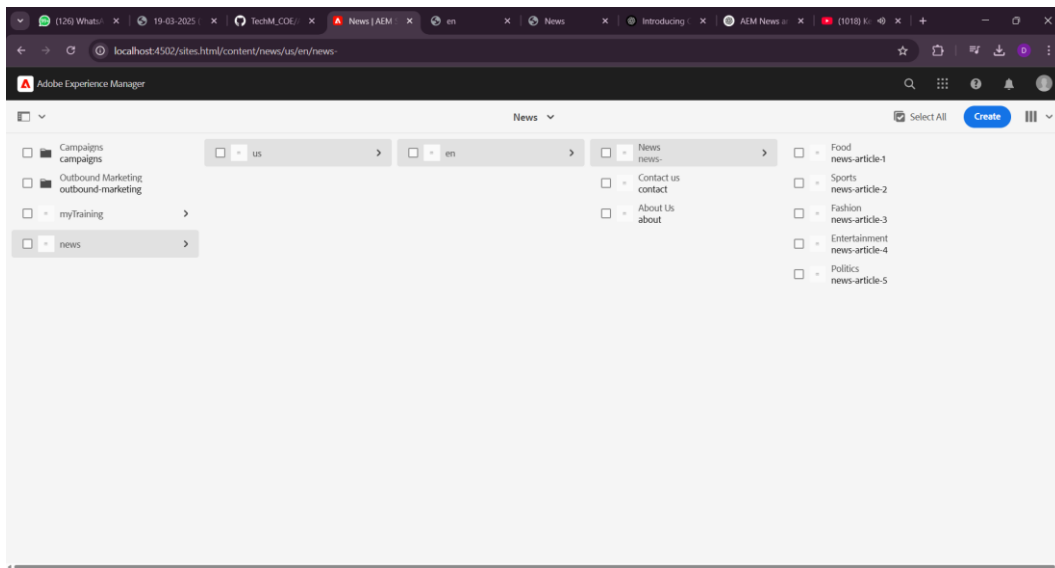 (126) Whats
19-03-2025 (
TechM_COE/
News | AEM
en
News
Introducing
AEM News a
(1018) K
localhost:4502/sites.html/content/news/us/en/news-
D
Adobe Experience Manager
News
Select All
Create
Campaigns
campaigns
Outbound Marketing
outbound-marketing
myTraining
news
us
en
News
news-
Contact us
contact
About Us
about
Food
news-article-1
Sports
news-article-2
Fashion
news-article-3
Entertainment
news-article-4
Politics
news-article-5